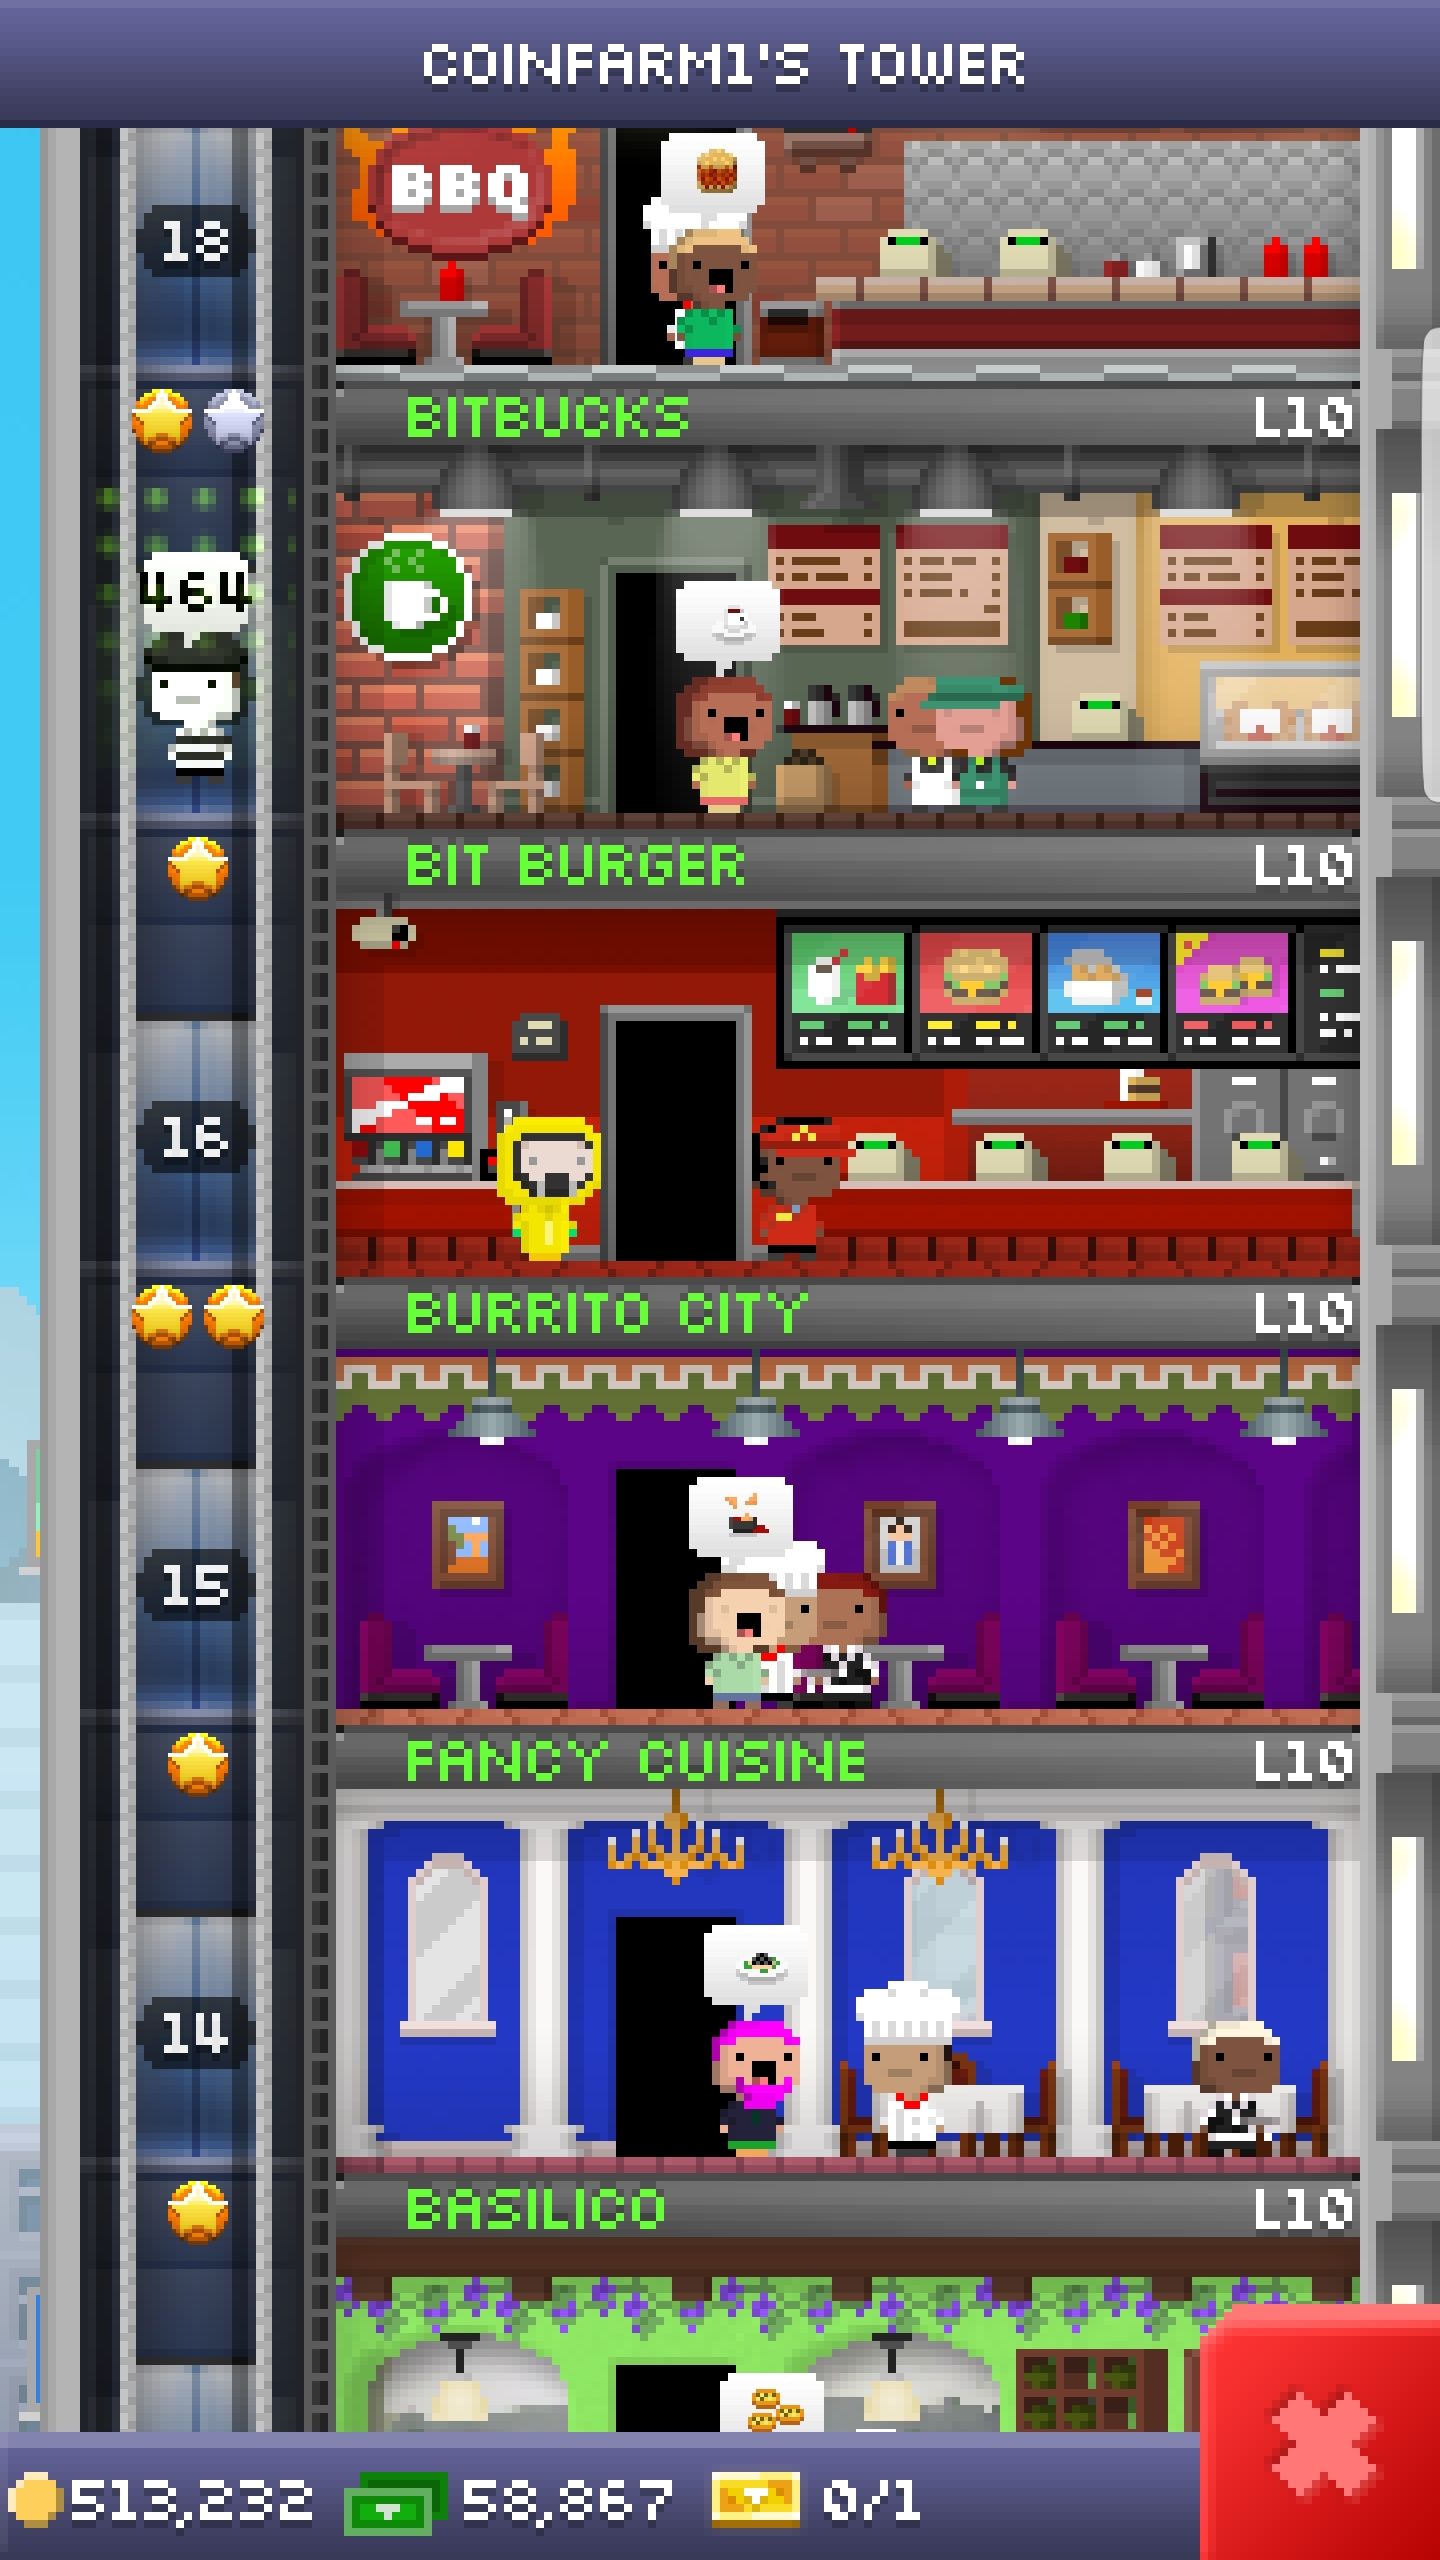 COINFARM1'S TOWER
BBQ
18
BITBUCKS L10
464
BIT BURGER L10
16
BURRITO CITY L10
15
FANCY CUISINE L10
14
BASILICO L10
513,232 58,867 0/1